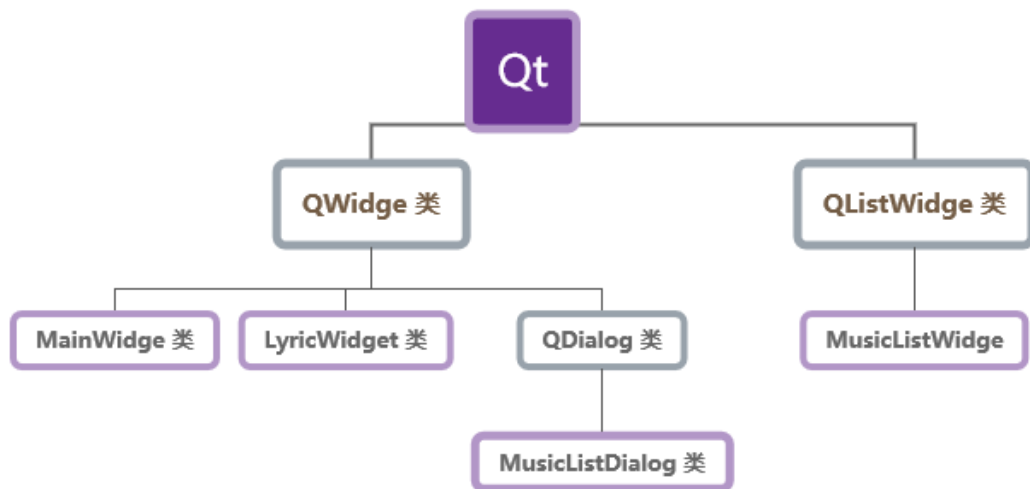 Qt
QWidge 类
QListWidge 类
MainWidge 类
LyricWidget 类
QDialog 类
MusicListWidge
MusicListDialog 类